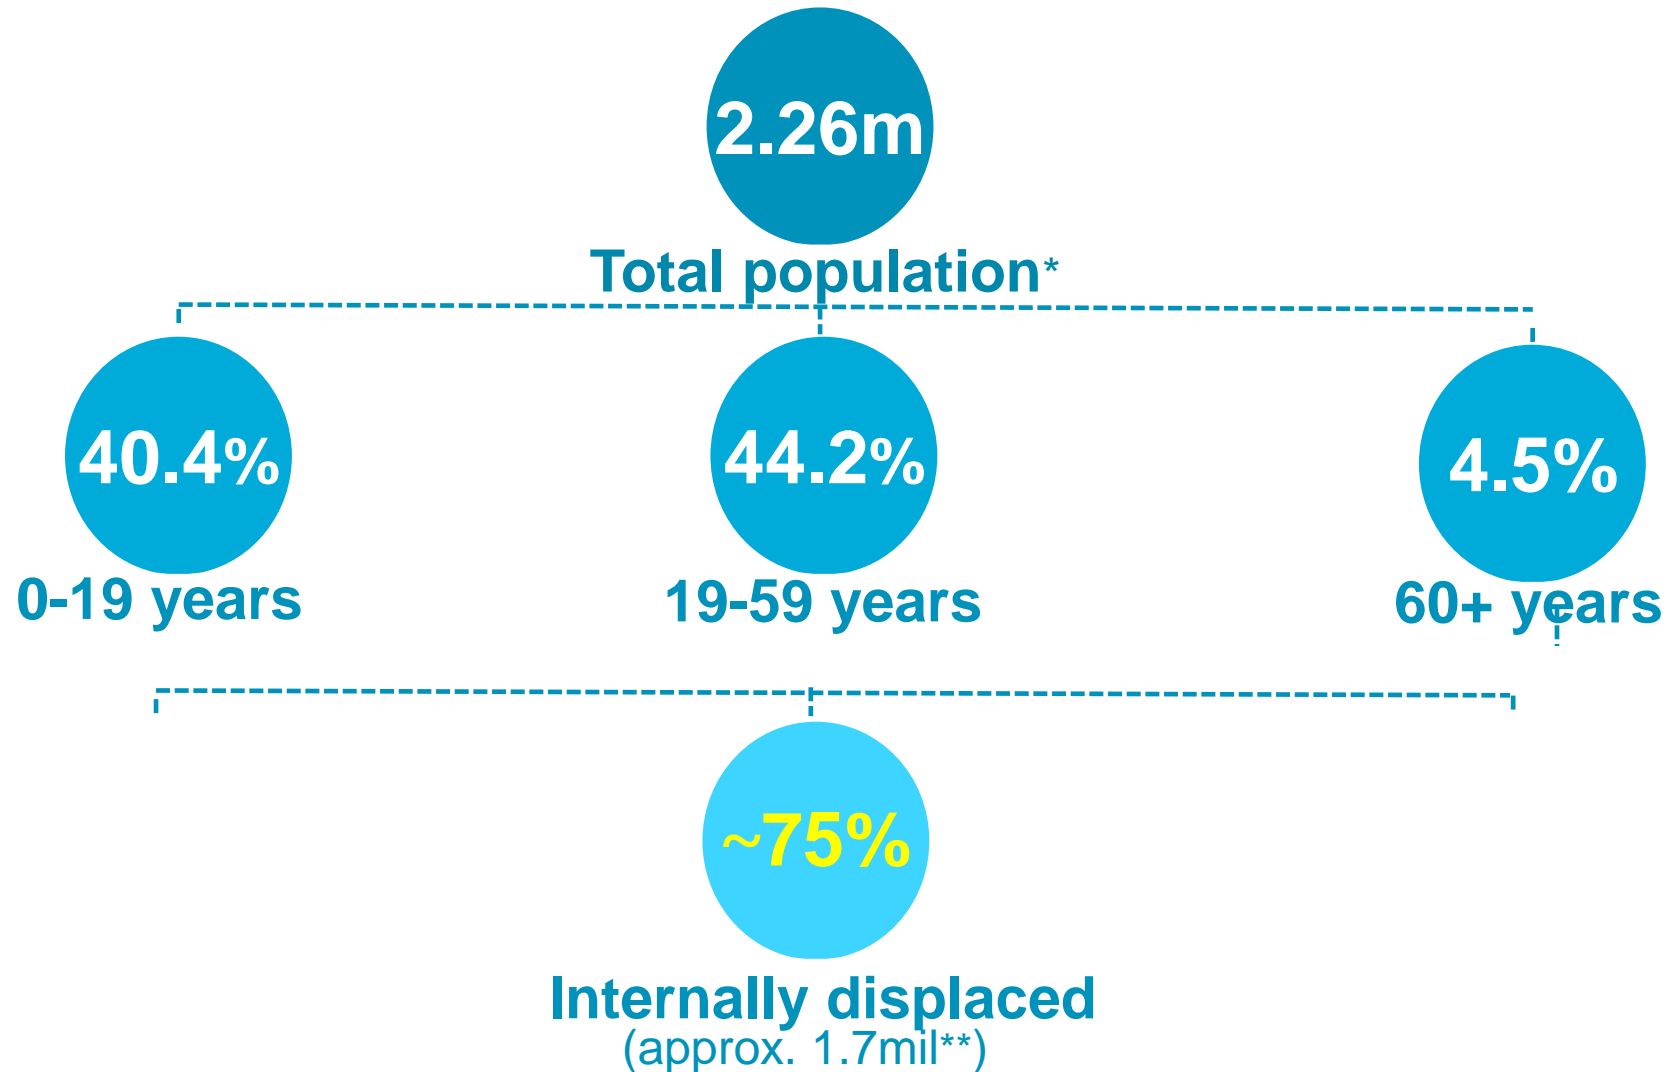 2.26m
Total population*
40.4%
44.2%
4.5%
0-19 years
19-59 years
60+ years
~75%
Internally displaced
(approx. 1.7mil**)